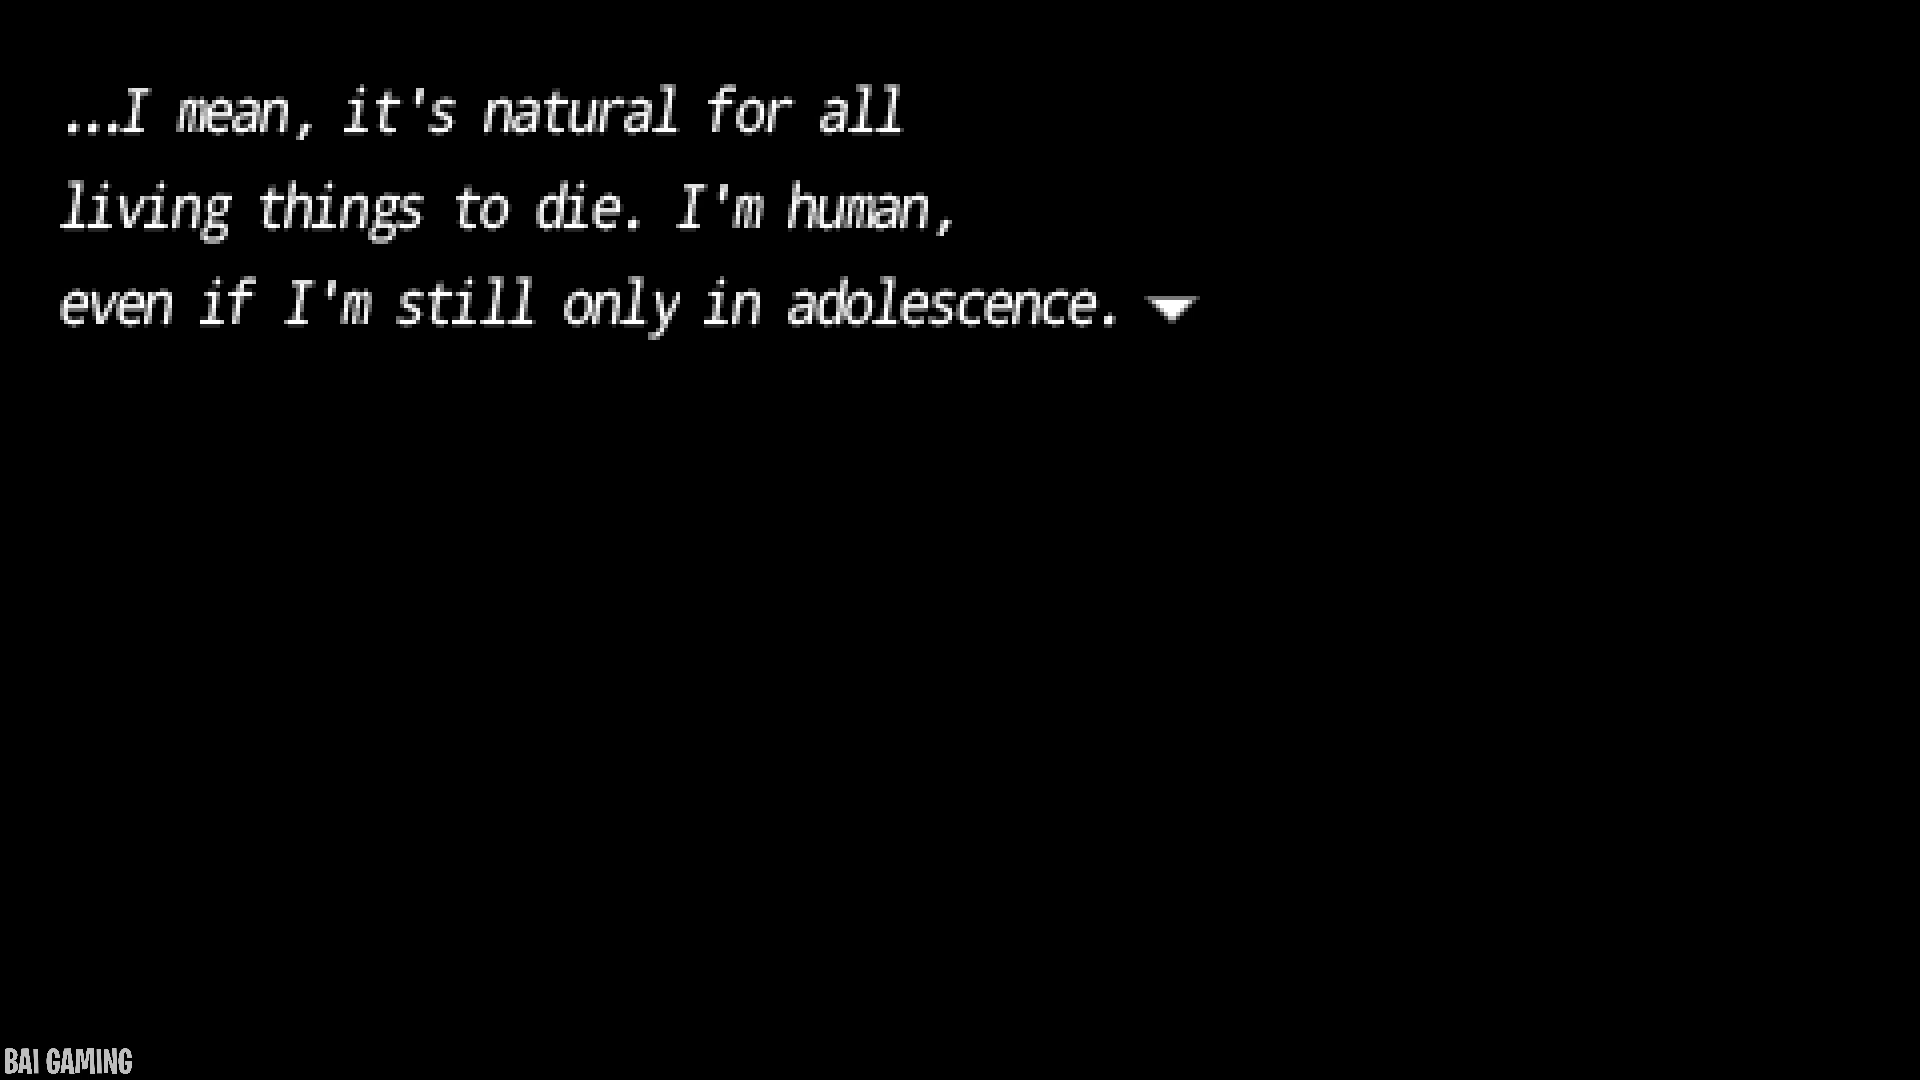 ...I mean, it's natural for all
living things to die. I'm human,
even if I'm still only in adolescence.
BAI GAMING